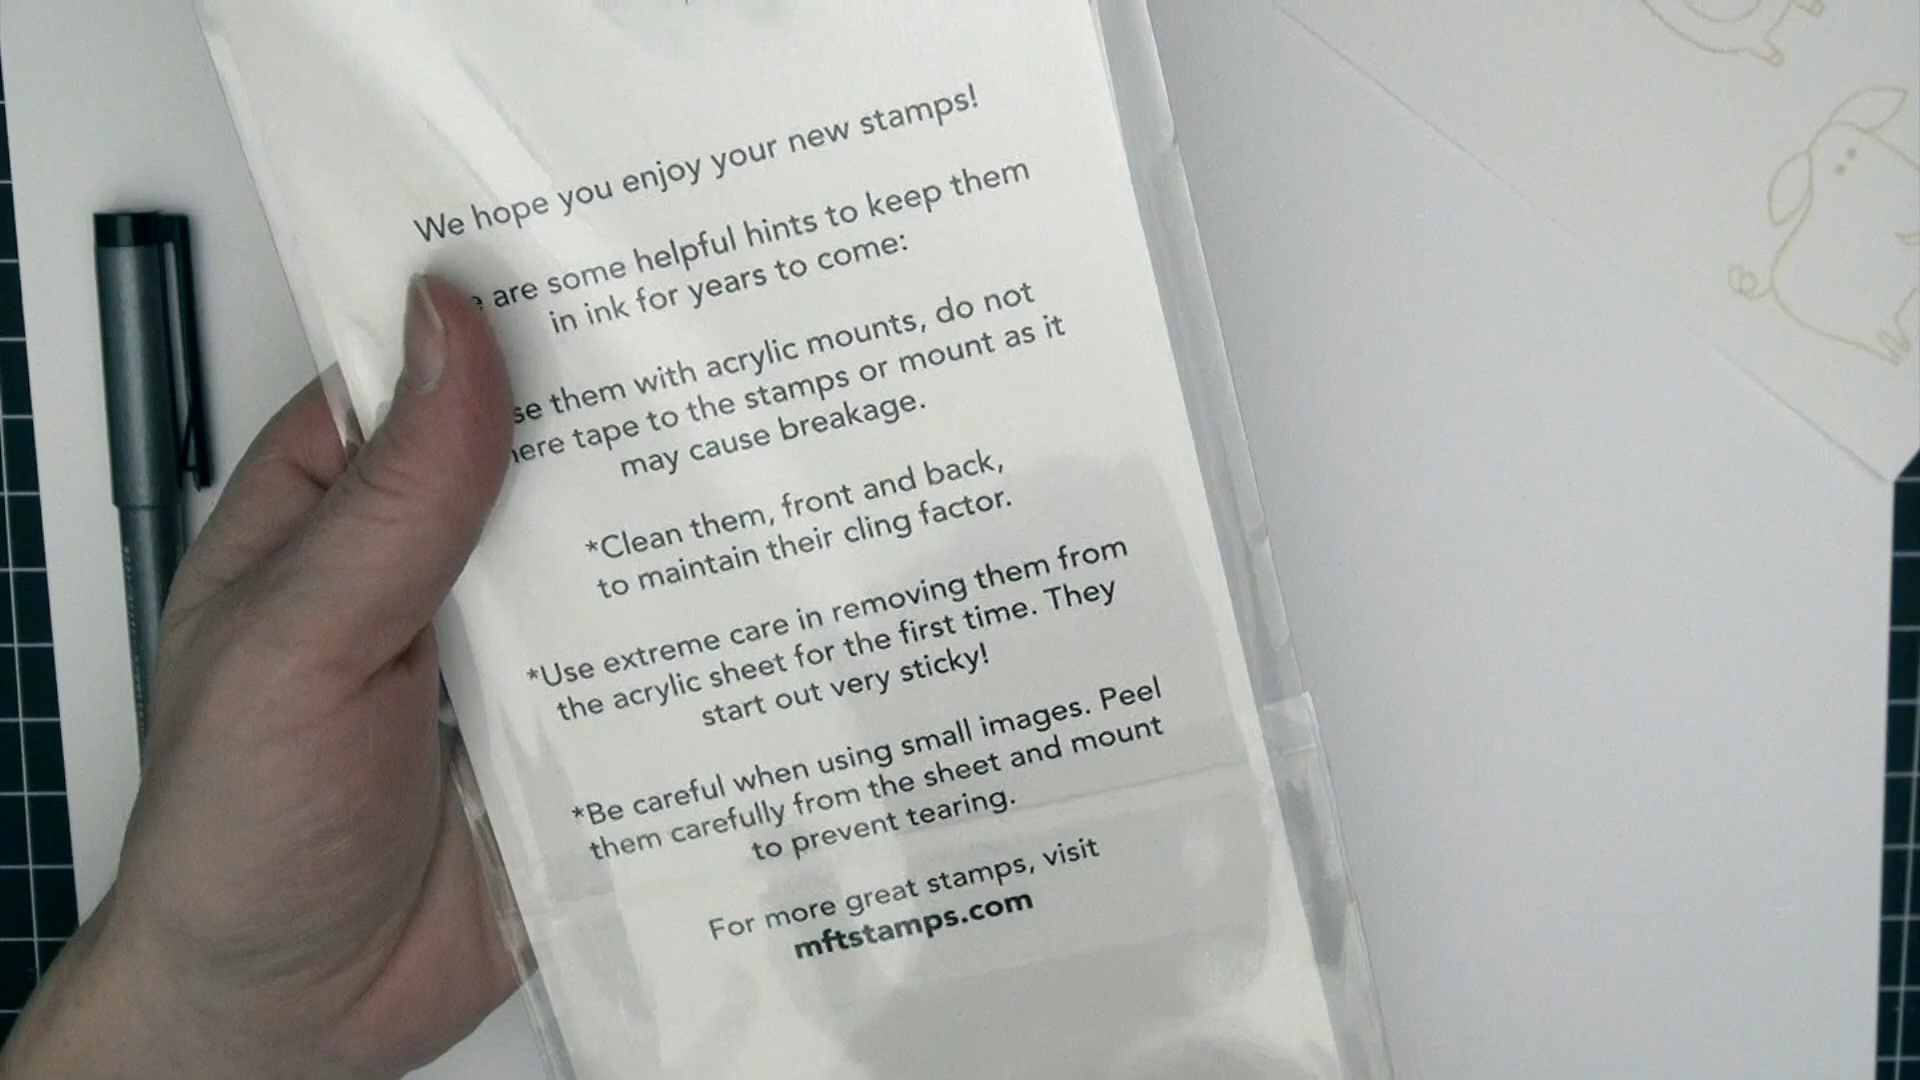 We hope you enjoy your new stamps!
are some helpful hints to keep them
in ink for years to come:
them with acrylic mounts, do not
tape to the stamps or mount as it
may cause breakage.
*Clean them, front and back,
to maintain their cling factor.
*Use extreme care in removing them from
the acrylic sheet for the first time. They
start out very sticky!
*Be careful when using small images. Peel
them carefully from the sheet and mount
to prevent tearing.
For more great stamps, visit
mftstamps.com